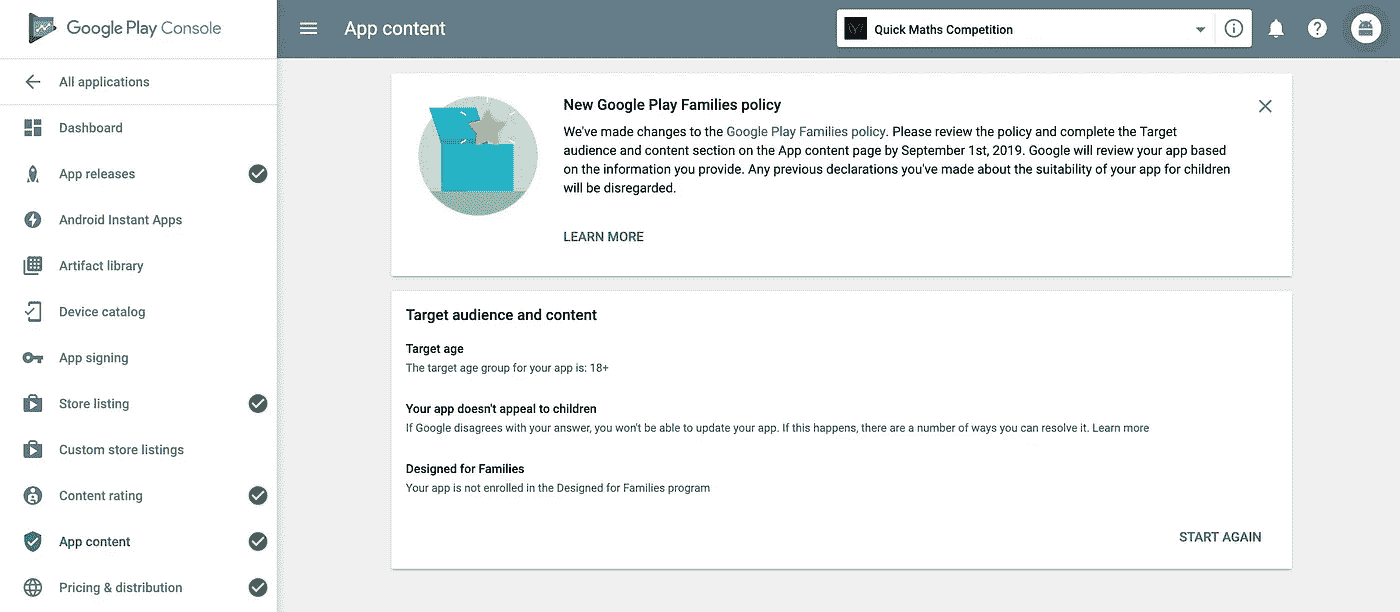 Google Play Console
App content
Quick Maths Competition
All applications
Dashboard
App releases
Android Instant Apps
Artifact library
Device catalog
App signing
Store listing
Custom store listings
Content rating
App content
Pricing & distribution
New Google Play Families policy
We've made changes to the Google Play Families policy. Please review the policy and complete the Target
audience and content section on the App content page by September 1st, 2019. Google will review your app based
on the information you provide. Any previous declarations you've made about the suitability of your app for children
will be disregarded.
LEARN MORE
Target audience and content
Target age
The target age group for your app is: 18+
Your app doesn't appeal to children
If Google disagrees with your answer, you won't be able to update your app. If this happens, there are a number of ways you can resolve it. Learn more
Designed for Families
Your app is not enrolled in the Designed for Families program
START AGAIN